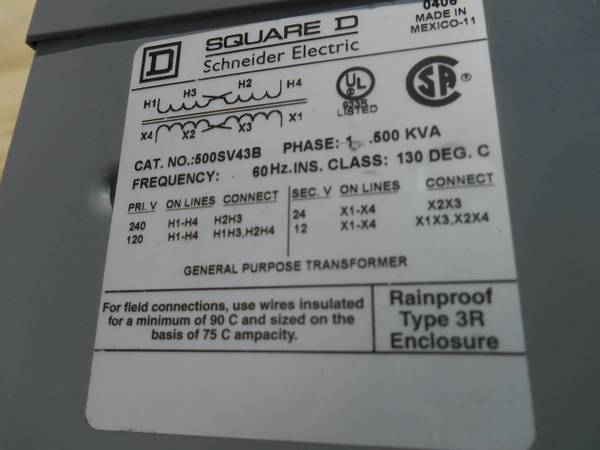 0406
MADE IN
MEXICO-11
D
SQUARE D
Schneider Electric
H1 H3 H2 H4
X4 X2 X3 X1
UL
933R
LISTED
SA
CAT. NO.:500SV43B PHASE: 1 .500 KVA
FREQUENCY: 60 Hz. INS. CLASS: 130 DEG. C
PRI. V ON LINES CONNECT SEC. V ON LINES CONNECT
240 H1-H4 H2H3 24 X1-X4 X2X3
120 H1-H4 H1H3,H2H4 12 X1-X4 X1X3,X2X4
GENERAL PURPOSE TRANSFORMER
For field connections, use wires insulated
for a minimum of 90 C and sized on the
basis of 75 C ampacity.
Rainproof
Type 3R
Enclosure